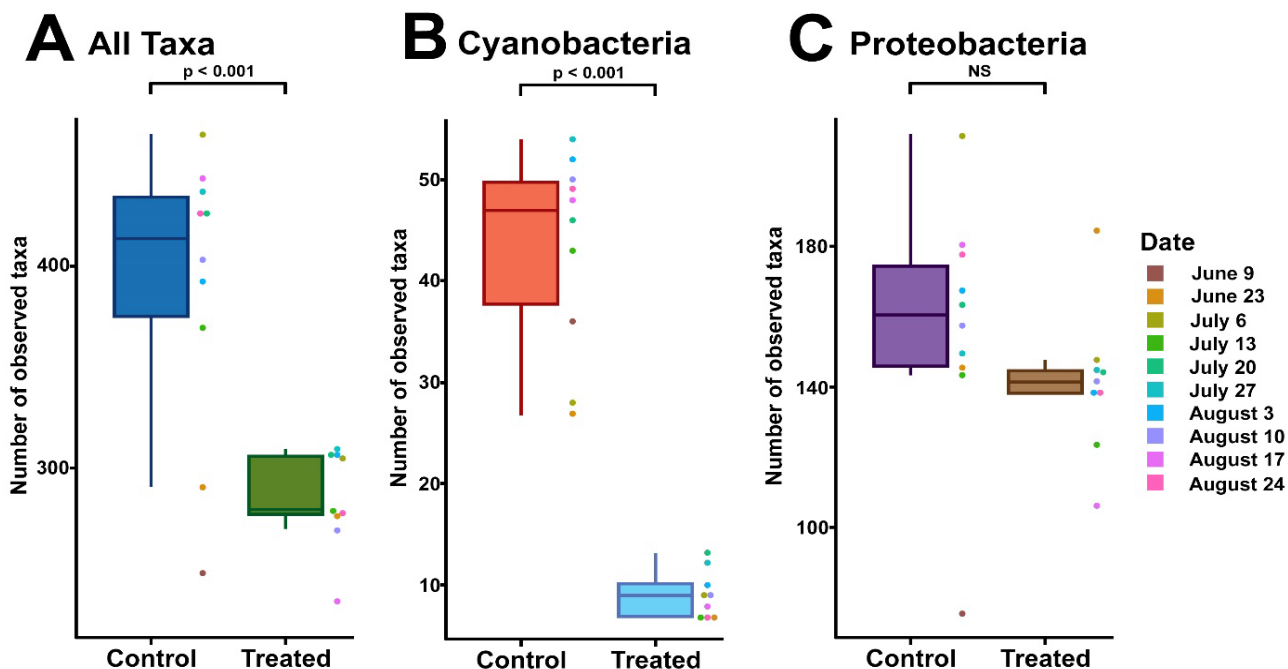 A All Taxa
p < 0.001
Number of observed taxa
400
300
Control Treated
B Cyanobacteria
p < 0.001
Number of observed taxa
50
40
30
20
10
Control Treated
C Proteobacteria
NS
Number of observed taxa
180
140
100
Control Treated
Date
June 9
June 23
July 6
July 13
July 20
July 27
August 3
August 10
August 17
August 24